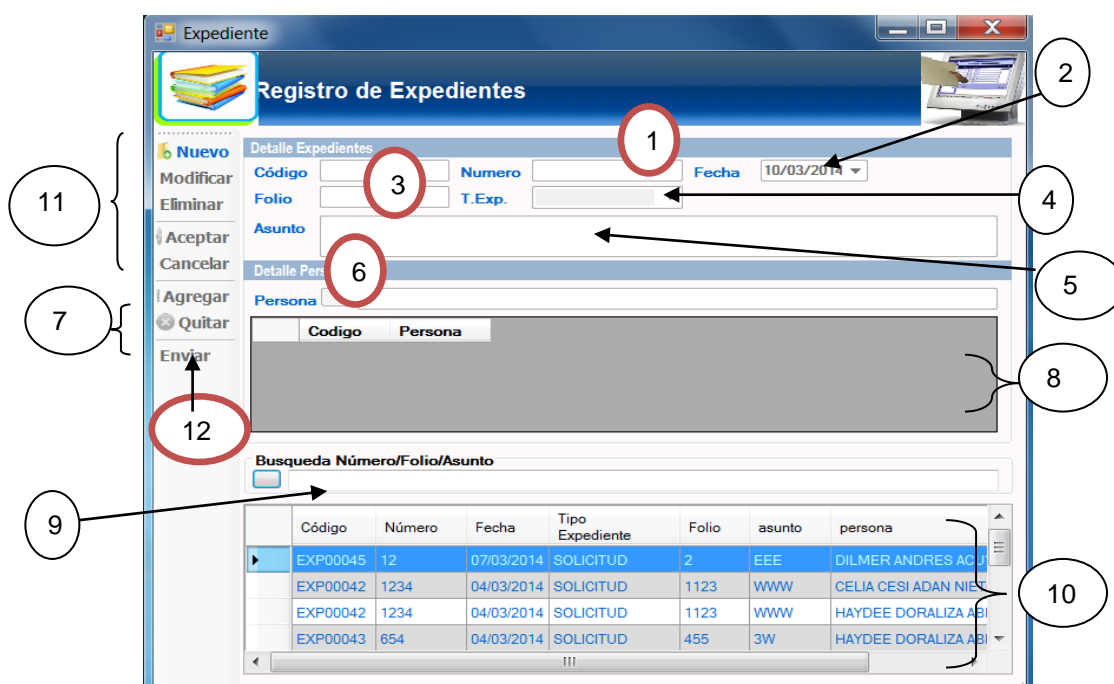 Expediente
Registro de Expedientes
2
1
Nuevo
Modificar
Eliminar
Aceptar
Cancelar
Agregar
Quitar
Enviar
11
7
12
Detalle Expedientes
Código
Numero
Fecha 10/03/2014
3
Folio
T.Exp.
4
Asunto
5
6
Persona
Codigo Persona
8
Busqueda Número/Folio/Asunto
9
Código Número Fecha Tipo Expediente Folio asunto persona
EXP00045 12 07/03/2014 SOLICITUD 2 EEE DILMER ANDRES
EXP00042 1234 04/03/2014 SOLICITUD 1123 WWW CELIA CESI ADAN
EXP00042 1234 04/03/2014 SOLICITUD 1123 WWW HAYDEE DORALIZA
EXP00043 654 04/03/2014 SOLICITUD 455 3W HAYDEE DORALIZA
10